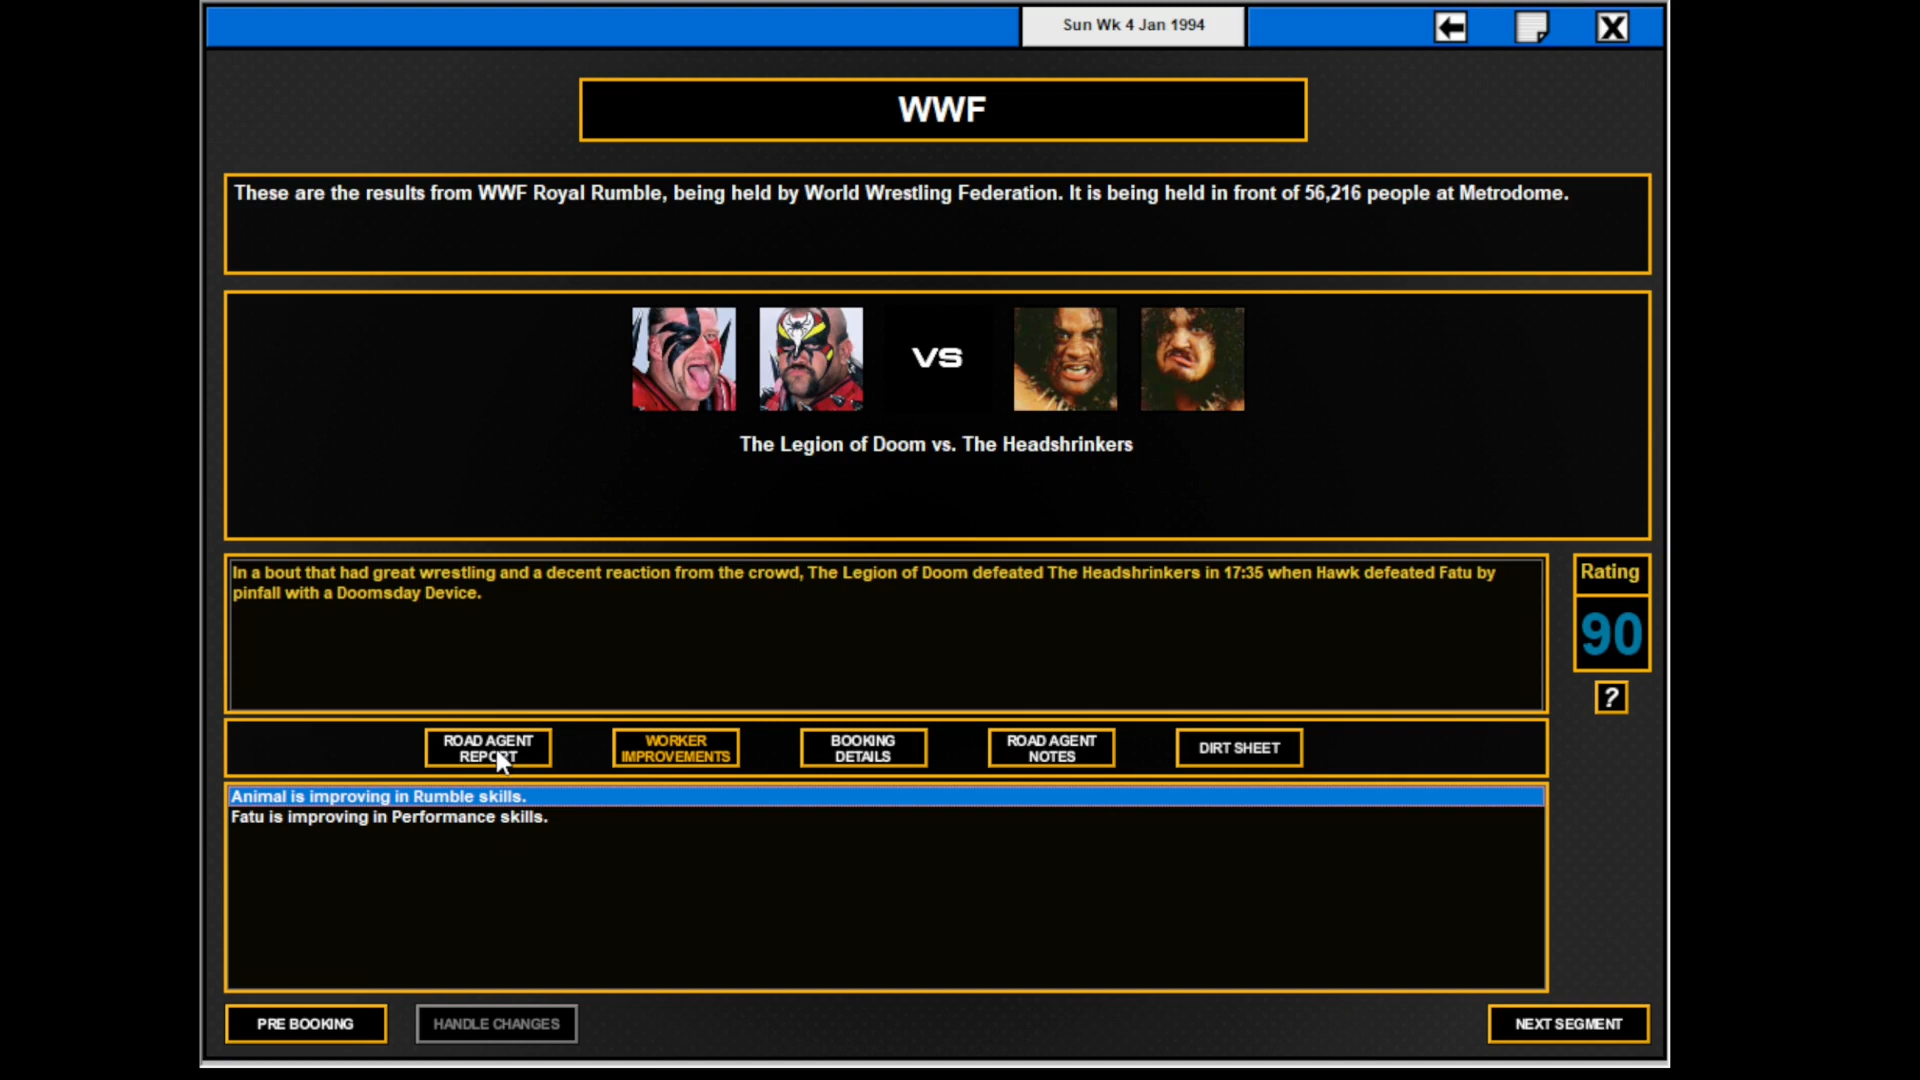 Sun Wk 4 Jan 1994
WWF
These are the results from WWF Royal Rumble, being held by World Wrestling Federation. It is being held in front of 56,216 people at Metrodome.
VS
The Legion of Doom vs. The Headshrinkers
In a bout that had great wrestling and a decent reaction from the crowd, The Legion of Doom defeated The Headshrinkers in 17:35 when Hawk defeated Fatu by
pinfall with a Doomsday Device.
Rating
90
?
ROAD AGENT
REPORT
WORKER
IMPROVEMENTS
BOOKING
DETAILS
ROAD AGENT
NOTES
DIRT SHEET
Animal is improving in Rumble skills.
Fatu is improving in Performance skills.
PRE BOOKING
HANDLE CHANGES
NEXT SEGMENT